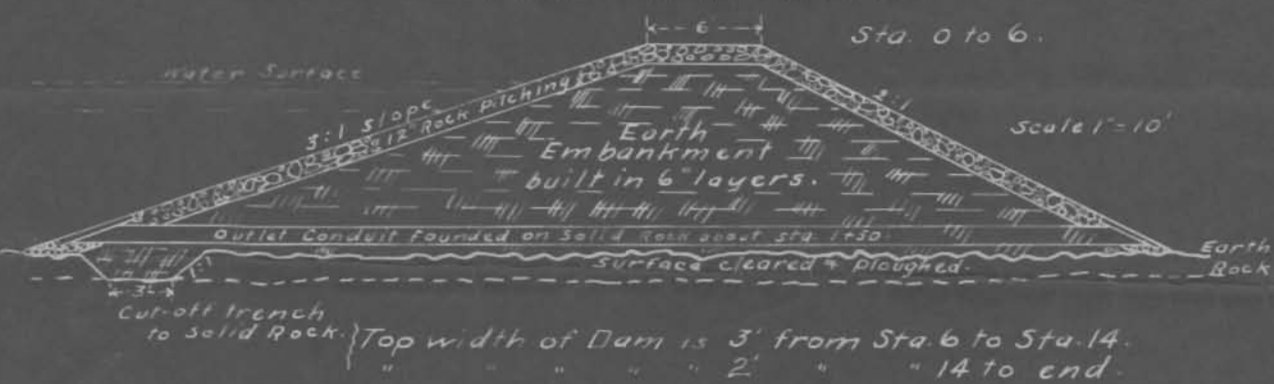 6
Sta. 0 to 6.
Water Surface
3:1 Slope.
12" Rock Pitching
2:1
Scale 1"=10'
Earth
Embankment
built in 6" layers.
Outlet Conduit Founded on Solid Rock about sta. 1+50
Earth
Surface cleared & ploughed.
Rock
1:1
3'
Cut-off trench
to Solid Rock.
Top width of Dam is 3' from Sta. 6 to Sta. 14.
" " " " 2' " " 14 to end.